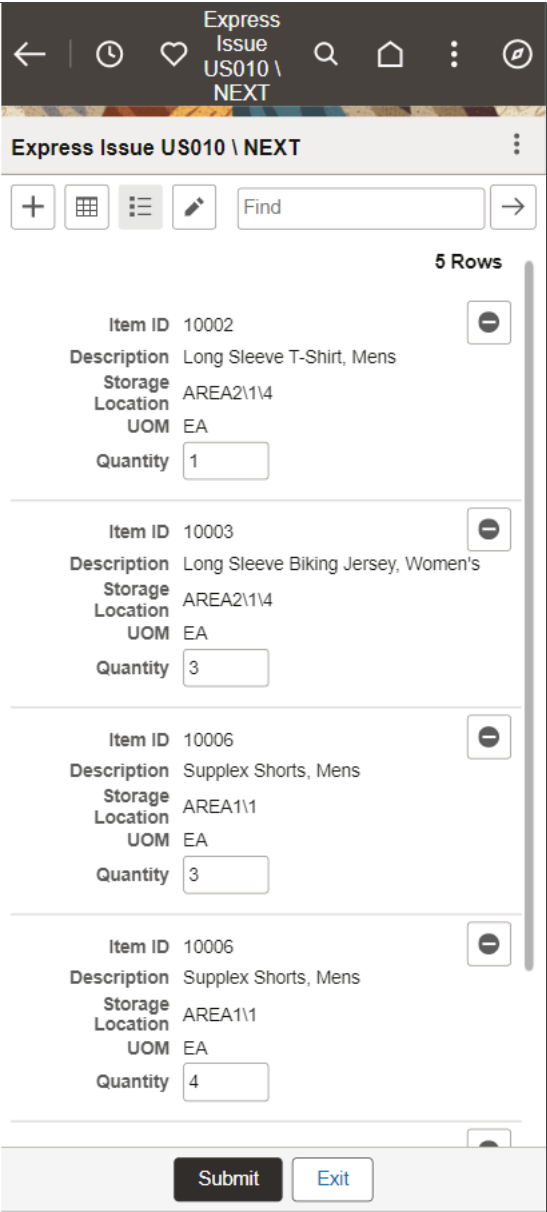 Express
Issue
US010 \
NEXT
Express Issue US010 \ NEXT
Find
5 Rows
Item ID 10002
Description Long Sleeve T-Shirt, Mens
Storage
Location AREA2\1\4
UOM EA
Quantity 1
Item ID 10003
Description Long Sleeve Biking Jersey, Women's
Storage
Location AREA2\1\4
UOM EA
Quantity 3
Item ID 10006
Description Supplex Shorts, Mens
Storage
Location AREA1\1
UOM EA
Quantity 3
Item ID 10006
Description Supplex Shorts, Mens
Storage
Location AREA1\1
UOM EA
Quantity 4
Submit Exit